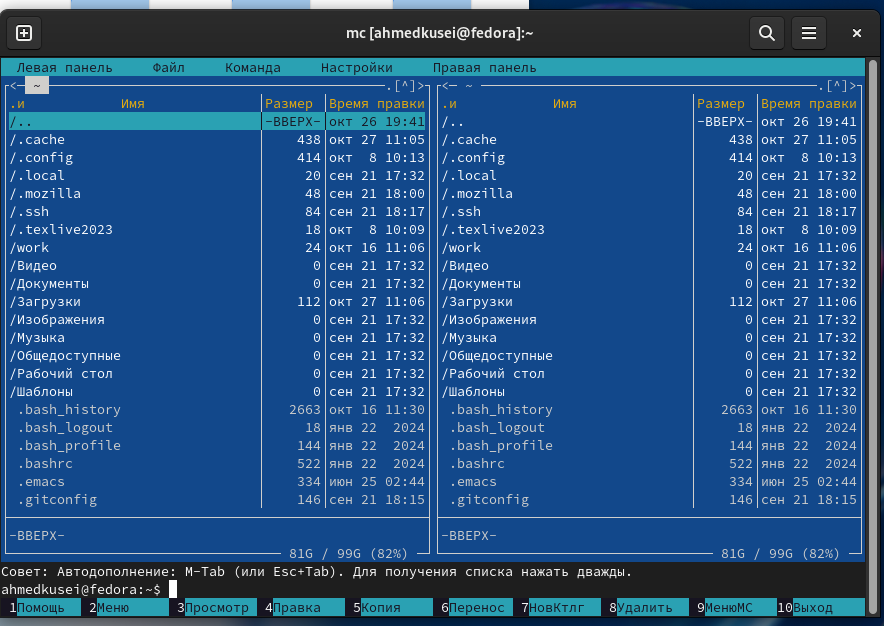 mc [ahmedkusei@fedora]:~
Левая панель Файл Команда Настройки Правая панель
<- ~ .[^]> <- ~ .[^]>
.и Имя Размер Время правки .и Имя Размер Время правки
/.. -ВВЕРХ- окт 26 19:41 /.. -ВВЕРХ- окт 26 19:41
/.cache 438 окт 27 11:05 /.cache 438 окт 27 11:05
/.config 414 окт 8 10:13 /.config 414 окт 8 10:13
/.local 20 сен 21 17:32 /.local 20 сен 21 17:32
/.mozilla 48 сен 21 18:00 /.mozilla 48 сен 21 18:00
/.ssh 84 сен 21 18:17 /.ssh 84 сен 21 18:17
/.texlive2023 18 окт 8 10:09 /.texlive2023 18 окт 8 10:09
/work 24 окт 16 11:06 /work 24 окт 16 11:06
/Видео 0 сен 21 17:32 /Видео 0 сен 21 17:32
/Документы 0 сен 21 17:32 /Документы 0 сен 21 17:32
/Загрузки 112 окт 27 11:06 /Загрузки 112 окт 27 11:06
/Изображения 0 сен 21 17:32 /Изображения 0 сен 21 17:32
/Музыка 0 сен 21 17:32 /Музыка 0 сен 21 17:32
/Общедоступные 0 сен 21 17:32 /Общедоступные 0 сен 21 17:32
/Рабочий стол 0 сен 21 17:32 /Рабочий стол 0 сен 21 17:32
/Шаблоны 0 сен 21 17:32 /Шаблоны 0 сен 21 17:32
.bash_history 2663 окт 16 11:30 .bash_history 2663 окт 16 11:30
.bash_logout 18 янв 22 2024 .bash_logout 18 янв 22 2024
.bash_profile 144 янв 22 2024 .bash_profile 144 янв 22 2024
.bashrc 522 янв 22 2024 .bashrc 522 янв 22 2024
.emacs 334 июн 25 02:44 .emacs 334 июн 25 02:44
.gitconfig 146 сен 21 18:15 .gitconfig 146 сен 21 18:15
-ВВЕРХ- -ВВЕРХ-
81G / 99G (82%) 81G / 99G (82%)
Совет: Автодополнение: M-Tab (или Esc+Tab). Для получения списка нажать дважды.
ahmedkusei@fedora:~$
1Помощь 2Меню 3Просмотр 4Правка 5Копия 6Перенос 7НовКтлг 8Удалить 9МенюMC 10Выход